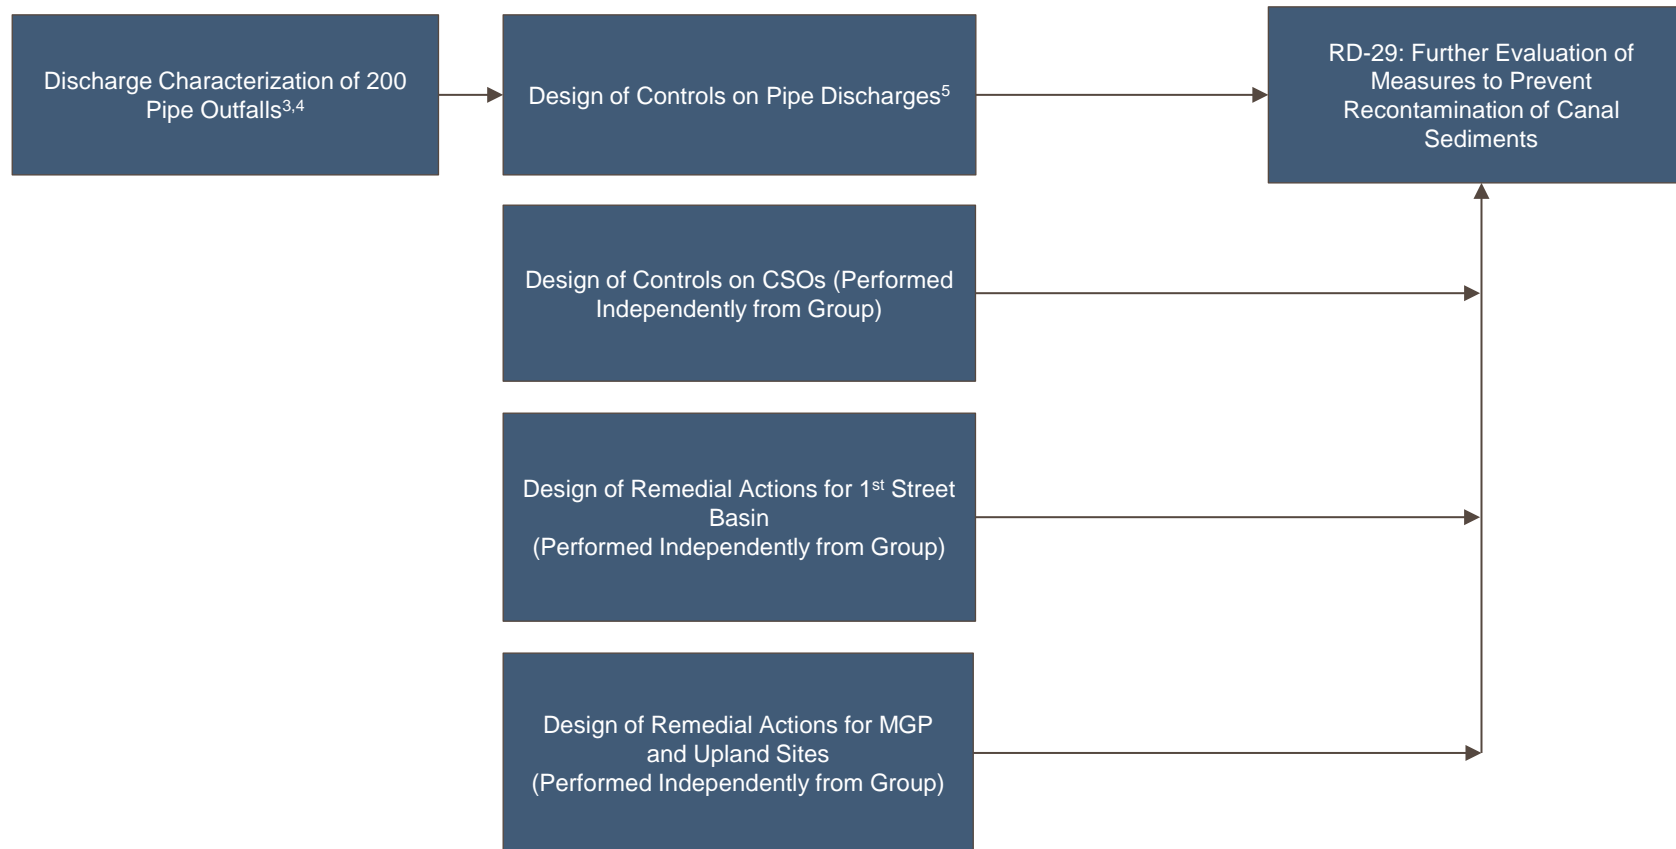 Discharge Characterization of 200
Pipe Outfalls³,⁴
Design of Controls on Pipe Discharges⁵
RD-29: Further Evaluation of
Measures to Prevent
Recontamination of Canal
Sediments
Design of Controls on CSOs (Performed
Independently from Group)
Design of Remedial Actions for 1ˢᵗ Street
Basin
(Performed Independently from Group)
Design of Remedial Actions for MGP
and Upland Sites
(Performed Independently from Group)